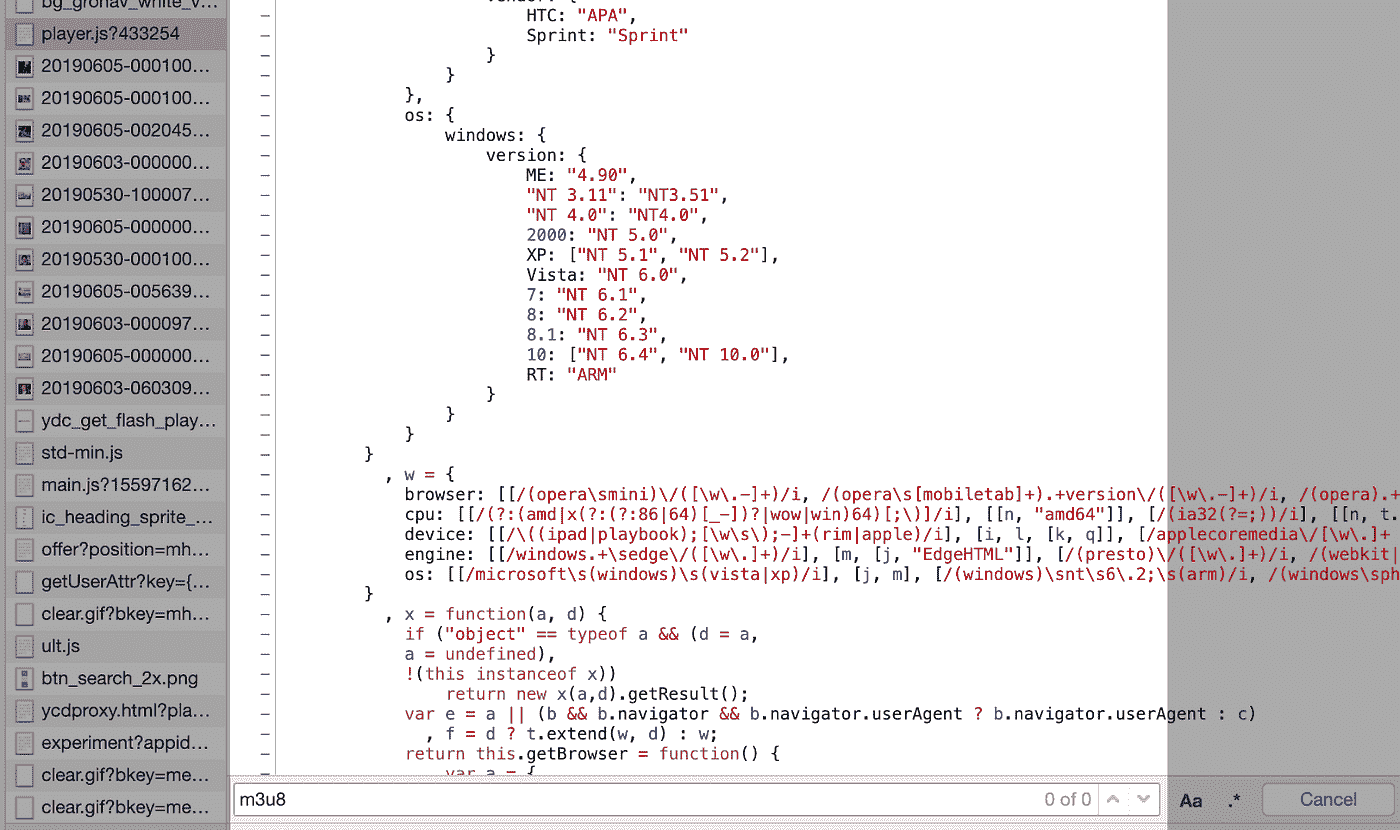 bg_gronav_white_v...
player.js?433254
20190605-000100...
20190605-000100...
20190605-002045...
20190603-000000...
20190530-100007...
20190605-000000...
20190530-000100...
20190605-005639...
20190603-000097...
20190605-000000...
20190603-060309...
ydc_get_flash_play...
std-min.js
main.js?15597162...
ic_heading_sprite_...
offer?position=mh...
getUserAttr?key={...
clear.gif?bkey=mh...
ult.js
btn_search_2x.png
ycdproxy.html?pla...
experiment?appid...
clear.gif?bkey=me...
clear.gif?bkey=me...
HTC: "APA",
Sprint: "Sprint"
}
}
},
os: {
windows: {
version: {
ME: "4.90",
"NT 3.11": "NT3.51",
"NT 4.0": "NT4.0",
2000: "NT 5.0",
XP: ["NT 5.1", "NT 5.2"],
Vista: "NT 6.0",
7: "NT 6.1",
8: "NT 6.2",
8.1: "NT 6.3",
10: ["NT 6.4", "NT 10.0"],
RT: "ARM"
}
}
}
}
, w = {
browser: [[/(opera\smini)\/([\w\.-]+)/i, /(opera\s[mobiletab]+).+version\/([\w\.-]+)/i, /(opera).+
cpu: [[/(?:(amd|x(?:(?:86|64)[_-])?|wow|win)64)[;\)]/i], [[n, "amd64"]], [/(ia32(?=;))/i], [[n, t.
device: [[/\((ipad|playbook);[\w\s\);-]+(rim|apple)/i], [i, l, [k, q]], [/applecoremedia\/[\w\.]+
engine: [[/windows.+\sedge\/([\w\.]+)/i], [m, [j, "EdgeHTML"]], [/(presto)\/([\w\.]+)/i, /(webkit|
os: [[/microsoft\s(windows)\s(vista|xp)/i], [j, m], [/(windows)\snt\s6\.2;\s(arm)/i, /(windows\sph
}
, x = function(a, d) {
if ("object" == typeof a && (d = a,
a = undefined),
!(this instanceof x))
return new x(a,d).getResult();
var e = a || (b && b.navigator && b.navigator.userAgent ? b.navigator.userAgent : c)
, f = d ? t.extend(w, d) : w;
return this.getBrowser = function() {
var a = {
m3u8
0 of 0
Aa
.*
Cancel